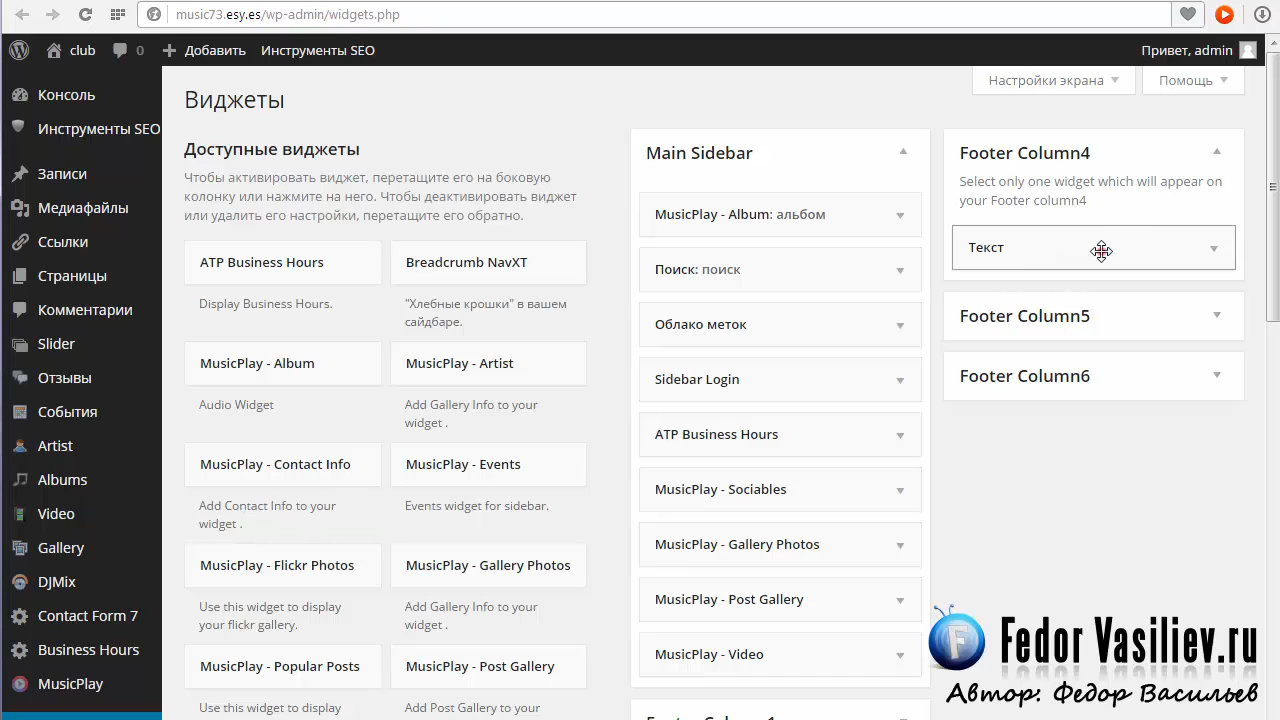 music73.esy.es/wp-admin/widgets.php
club
0
Добавить
Инструменты SEO
Привет, admin
Консоль
Инструменты SEO
Записи
Медиафайлы
Ссылки
Страницы
Комментарии
Slider
Отзывы
События
Artist
Albums
Video
Gallery
DJMix
Contact Form 7
Business Hours
MusicPlay
Настройки экрана
Помощь
Виджеты
Доступные виджеты
Чтобы активировать виджет, перетащите его на боковую
колонку или нажмите на него. Чтобы деактивировать виджет
или удалить его настройки, перетащите его обратно.
ATP Business Hours
Display Business Hours.
Breadcrumb NavXT
"Хлебные крошки" в вашем
сайдбаре.
MusicPlay - Album
Audio Widget
MusicPlay - Artist
Add Gallery Info to your
widget .
MusicPlay - Contact Info
Add Contact Info to your
widget .
MusicPlay - Events
Events widget for sidebar.
MusicPlay - Flickr Photos
Use this widget to display
your flickr gallery.
MusicPlay - Gallery Photos
Add Gallery Info to your
widget .
MusicPlay - Popular Posts
Use this widget to display
MusicPlay - Post Gallery
Add Post Gallery to your
Main Sidebar
MusicPlay - Album: альбом
Поиск: поиск
Облако меток
Sidebar Login
ATP Business Hours
MusicPlay - Sociables
MusicPlay - Gallery Photos
MusicPlay - Post Gallery
MusicPlay - Video
Footer Column4
Select only one widget which will appear on
your Footer column4
Текст
Footer Column5
Footer Column6
F
Fedor Vasiliev.ru
Автор: Федор Васильев